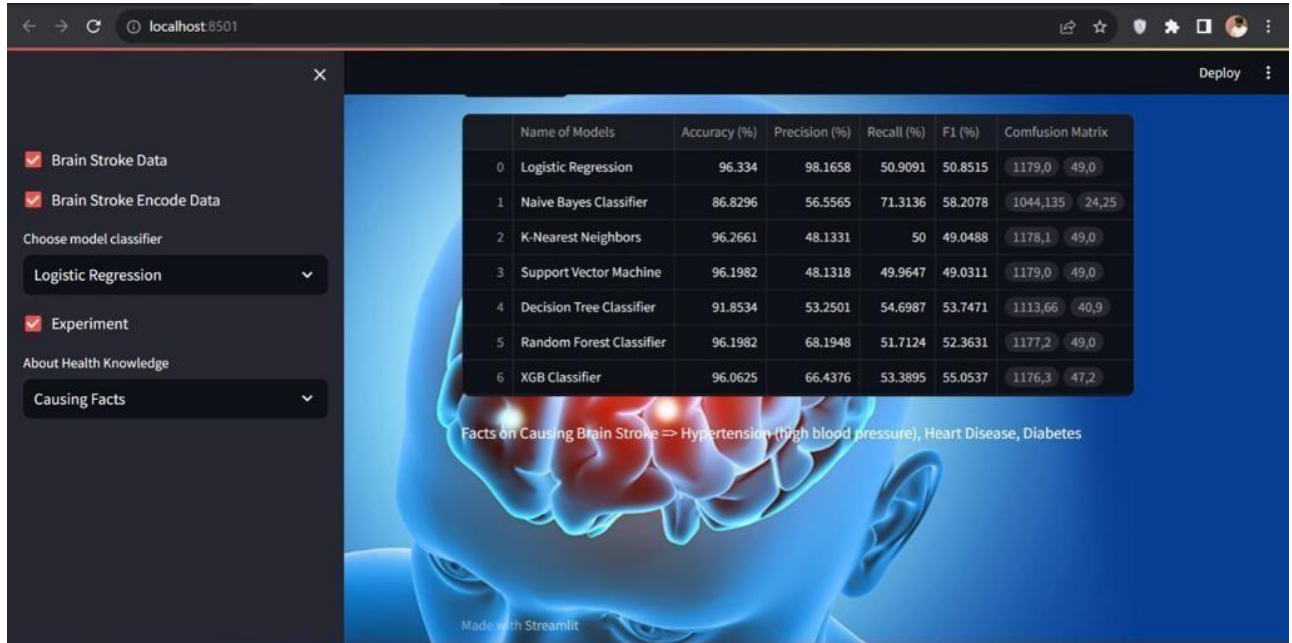 localhost:8501
Deploy
Brain Stroke Data
Brain Stroke Encode Data
Choose model classifier
Logistic Regression
Experiment
About Health Knowledge
Causing Facts
Name of Models Accuracy (%) Precision (%) Recall (%) F1 (%) Comfusion Matrix
0 Logistic Regression 96.334 98.1658 50.9091 50.8515 1179,0 49,0
1 Naive Bayes Classifier 86.8296 56.5565 71.3136 58.2078 1044,135 24,25
2 K-Nearest Neighbors 96.2661 48.1331 50 49.0488 1178,1 49,0
3 Support Vector Machine 96.1982 48.1318 49.9647 49.0311 1179,0 49,0
4 Decision Tree Classifier 91.8534 53.2501 54.6987 53.7471 1113,66 40,9
5 Random Forest Classifier 96.1982 68.1948 51.7124 52.3631 1177,2 49,0
6 XGB Classifier 96.0625 66.4376 53.3895 55.0537 1176,3 47,2
Facts on Causing Brain Stroke => Hypertension (high blood pressure), Heart Disease, Diabetes
Made with Streamlit